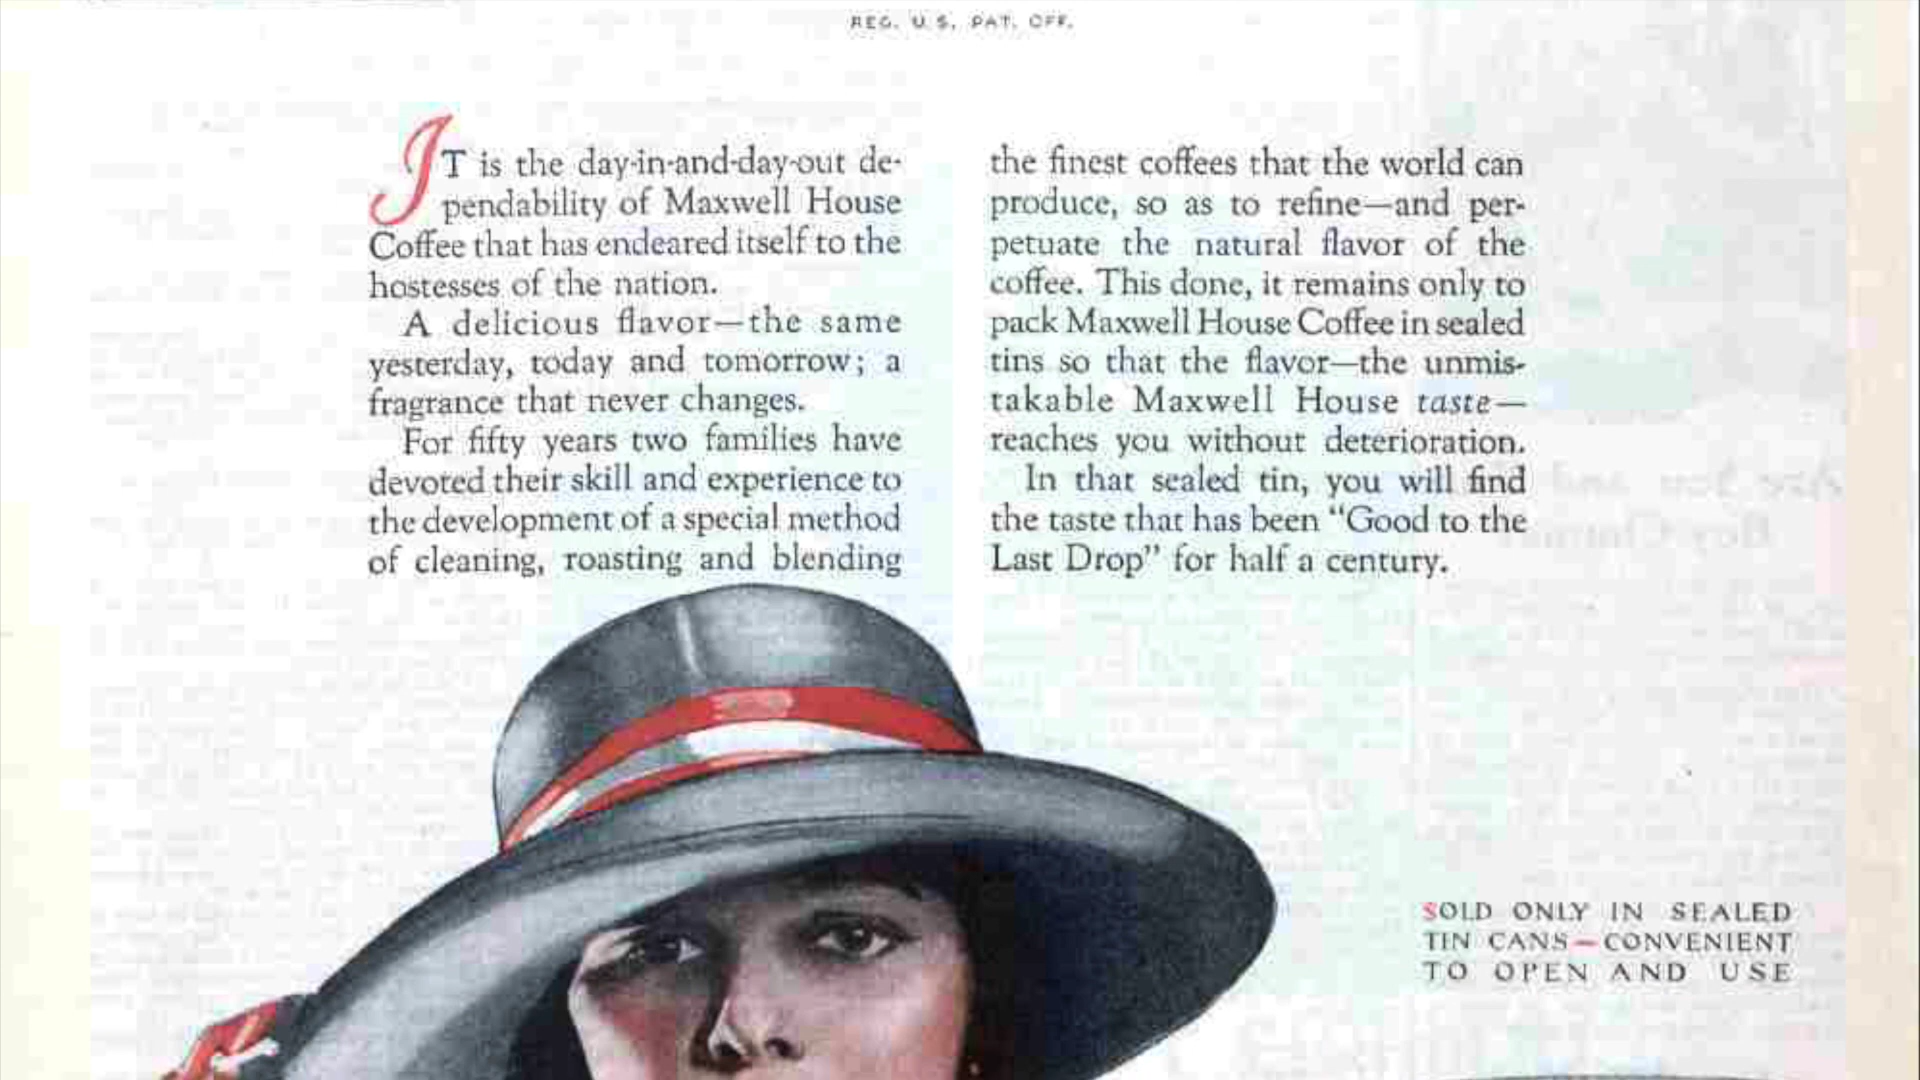 REG. U.S. PAT. OFF.
IT is the day-in-and-day-out de-
pendability of Maxwell House
Coffee that has endeared itself to the
hostesses of the nation.
A delicious flavor—the same
yesterday, today and tomorrow; a
fragrance that never changes.
For fifty years two families have
devoted their skill and experience to
the development of a special method
of cleaning, roasting and blending
the finest coffees that the world can
produce, so as to refine—and per-
petuate the natural flavor of the
coffee. This done, it remains only to
pack Maxwell House Coffee in sealed
tins so that the flavor—the unmis-
takable Maxwell House taste—
reaches you without deterioration.
In that sealed tin, you will find
the taste that has been “Good to the
Last Drop” for half a century.
SOLD ONLY IN SEALED
TIN CANS—CONVENIENT
TO OPEN AND USE